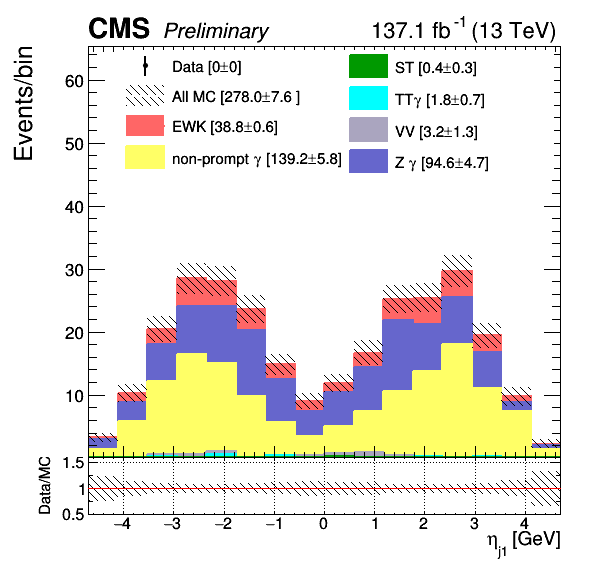 CMS Preliminary 137.1 fb⁻¹ (13 TeV)
Events/bin
Data [0±0]
All MC [278.0±7.6 ]
EWK [38.8±0.6]
non-prompt γ [139.2±5.8]
ST [0.4±0.3]
TTγ [1.8±0.7]
VV [3.2±1.3]
Z γ [94.6±4.7]
60
50
40
30
20
10
Data/MC
1.5
1
0.5
−4 −3 −2 −1 0 1 2 3 4
η_j1 [GeV]